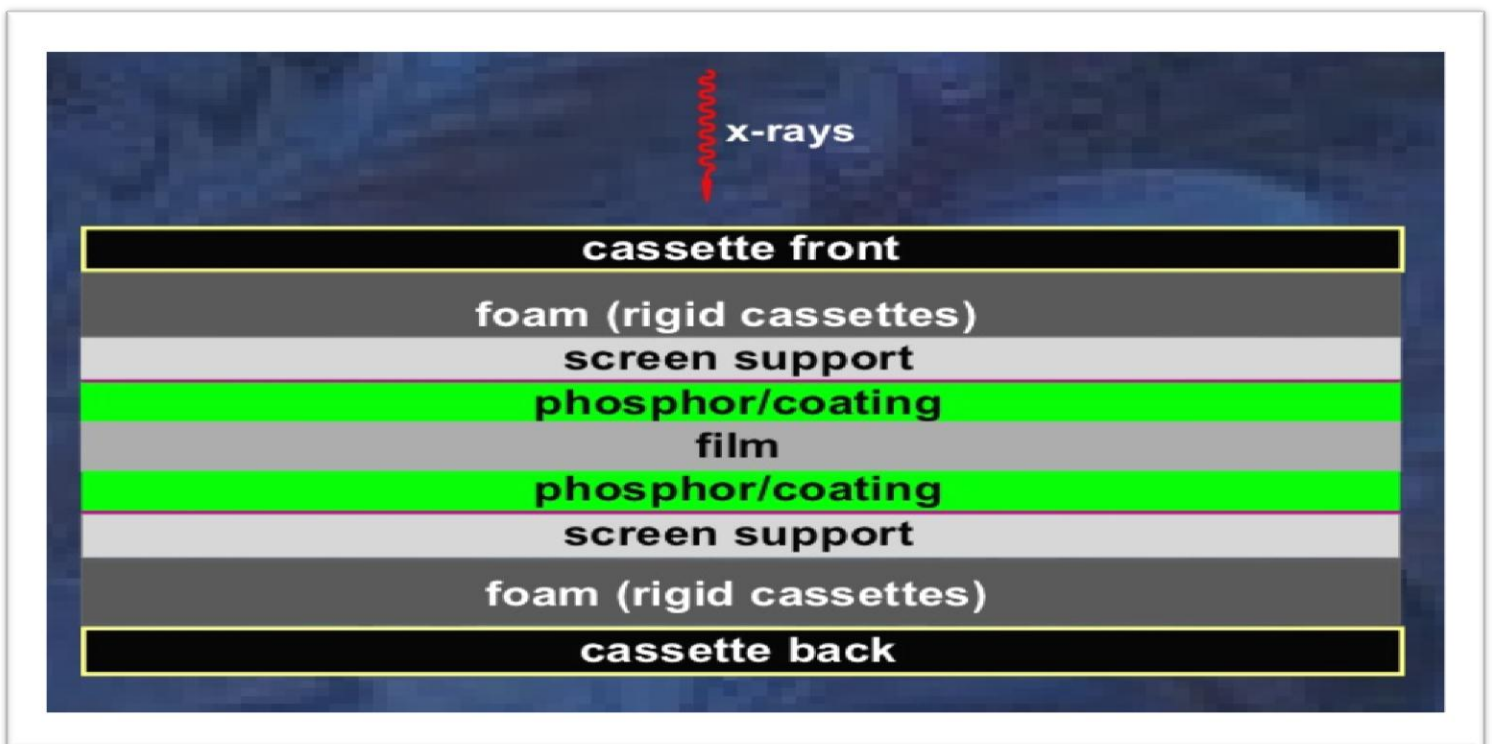 x-rays
cassette front
foam (rigid cassettes)
screen support
phosphor/coating
film
phosphor/coating
screen support
foam (rigid cassettes)
cassette back